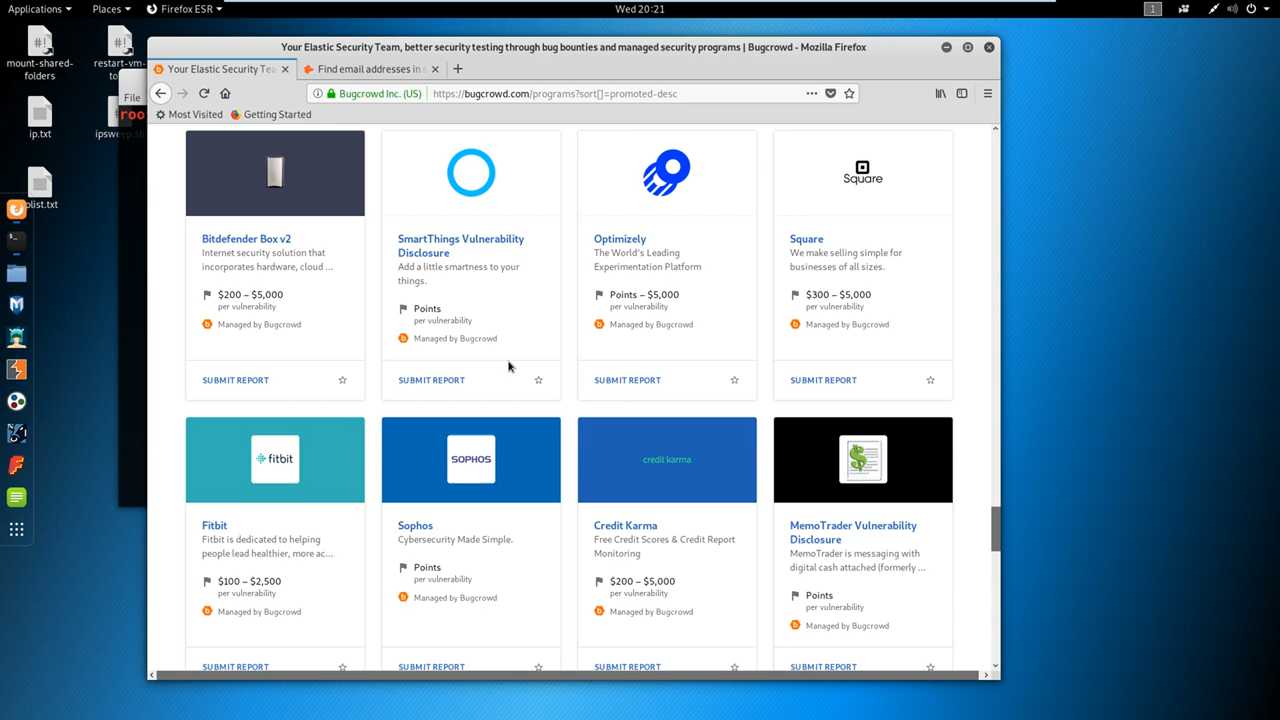 Applications
Places
Firefox ESR
Wed 20:21
1
mount-shared-folders
restart-vm-to
ip.txt
ipsweep.sh
plist.txt
File
roo
Your Elastic Security Team, better security testing through bug bounties and managed security programs | Bugcrowd - Mozilla Firefox
Your Elastic Security Tea
Find email addresses in s
Bugcrowd Inc. (US)
https://bugcrowd.com/programs?sort[]=promoted-desc
Most Visited
Getting Started
Bitdefender Box v2
Internet security solution that
incorporates hardware, cloud ...
$200 – $5,000
per vulnerability
Managed by Bugcrowd
SUBMIT REPORT
SmartThings Vulnerability
Disclosure
Add a little smartness to your
things.
Points
per vulnerability
Managed by Bugcrowd
SUBMIT REPORT
Optimizely
The World's Leading
Experimentation Platform
Points – $5,000
per vulnerability
Managed by Bugcrowd
SUBMIT REPORT
Square
Square
We make selling simple for
businesses of all sizes.
$300 – $5,000
per vulnerability
Managed by Bugcrowd
SUBMIT REPORT
fitbit
Fitbit
Fitbit is dedicated to helping
people lead healthier, more ac...
$100 – $2,500
per vulnerability
Managed by Bugcrowd
SUBMIT REPORT
SOPHOS
Sophos
Cybersecurity Made Simple.
Points
per vulnerability
Managed by Bugcrowd
SUBMIT REPORT
credit karma
Credit Karma
Free Credit Scores & Credit Report
Monitoring
$200 – $5,000
per vulnerability
Managed by Bugcrowd
SUBMIT REPORT
MemoTrader Vulnerability
Disclosure
MemoTrader is messaging with
digital cash attached (formerly ...
Points
per vulnerability
Managed by Bugcrowd
SUBMIT REPORT